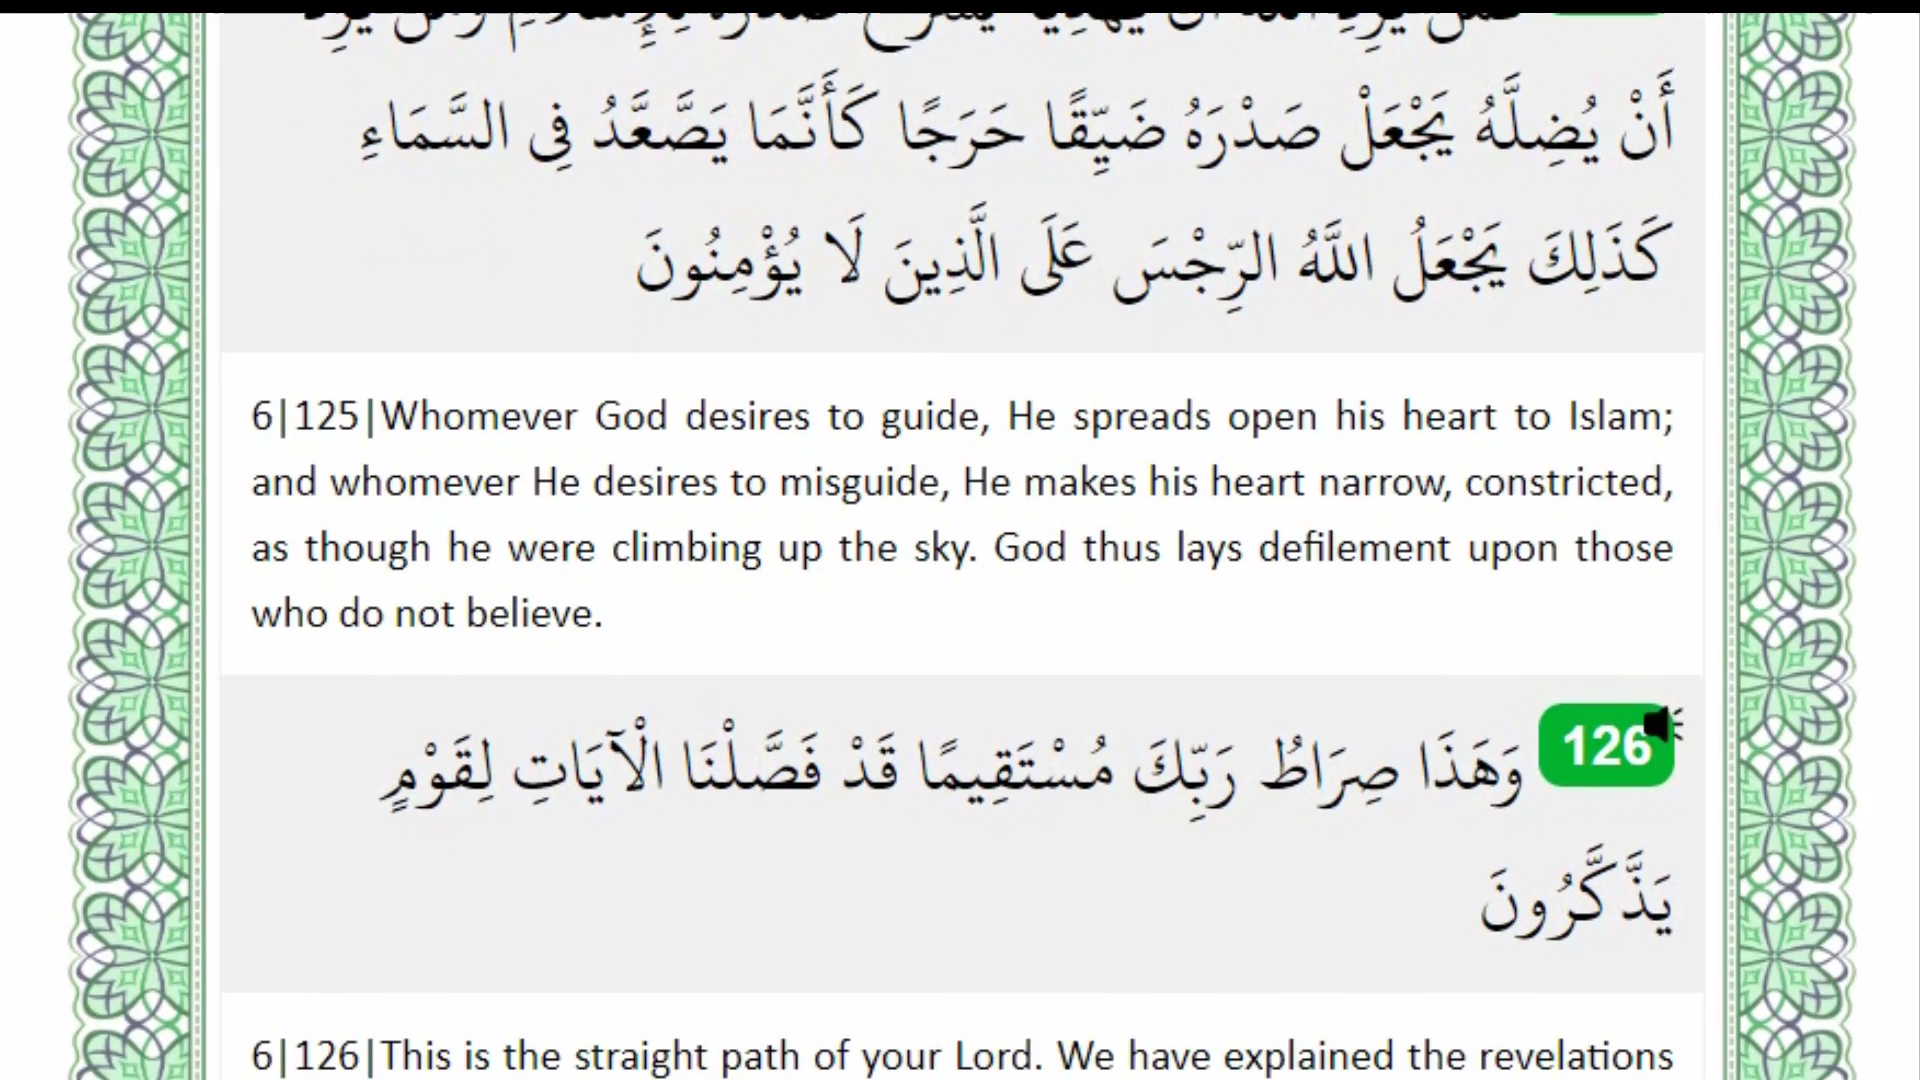 أَنْ يُضِلَّهُ يَجْعَلْ صَدْرَهُ ضَيِّقًا حَرَجًا كَأَنَّمَا يَصَّعَّدُ فِي السَّمَاءِ
كَذَلِكَ يَجْعَلُ اللَّهُ الرِّجْسَ عَلَى الَّذِينَ لَا يُؤْمِنُونَ
6|125|Whomever God desires to guide, He spreads open his heart to Islam;
and whomever He desires to misguide, He makes his heart narrow, constricted,
as though he were climbing up the sky. God thus lays defilement upon those
who do not believe.
126 وَهَذَا صِرَاطُ رَبِّكَ مُسْتَقِيمًا قَدْ فَصَّلْنَا الْآيَاتِ لِقَوْمٍ
يَذَّكَّرُونَ
6|126|This is the straight path of your Lord. We have explained the revelations